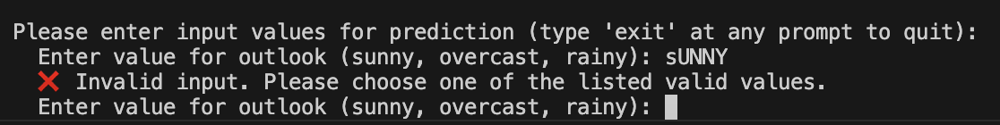 Please enter input values for prediction (type 'exit' at any prompt to quit):
Enter value for outlook (sunny, overcast, rainy): sUNNY
❌ Invalid input. Please choose one of the listed valid values.
Enter value for outlook (sunny, overcast, rainy):